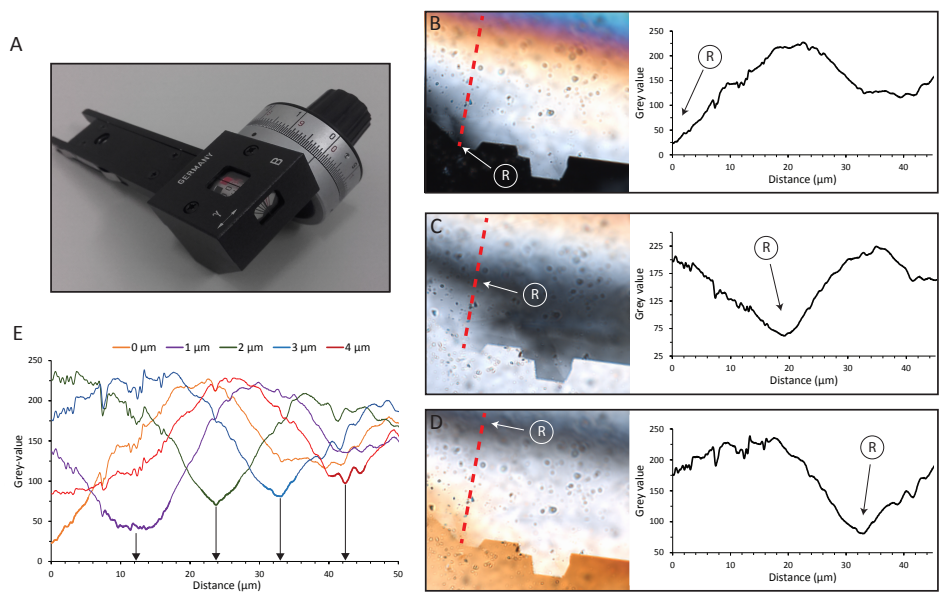 A
GERMANY
B
γ
B
R
Grey value
250
200
150
100
50
0
R
0
10
20
30
40
Distance (µm)
C
R
Grey value
225
175
125
75
25
R
0
10
20
30
40
Distance (µm)
D
R
Grey value
250
200
150
100
50
R
0
10
20
30
40
Distance (µm)
E
0 µm
1 µm
2 µm
3 µm
4 µm
Grey-value
250
200
150
100
50
0
0
10
20
30
40
50
Distance (µm)